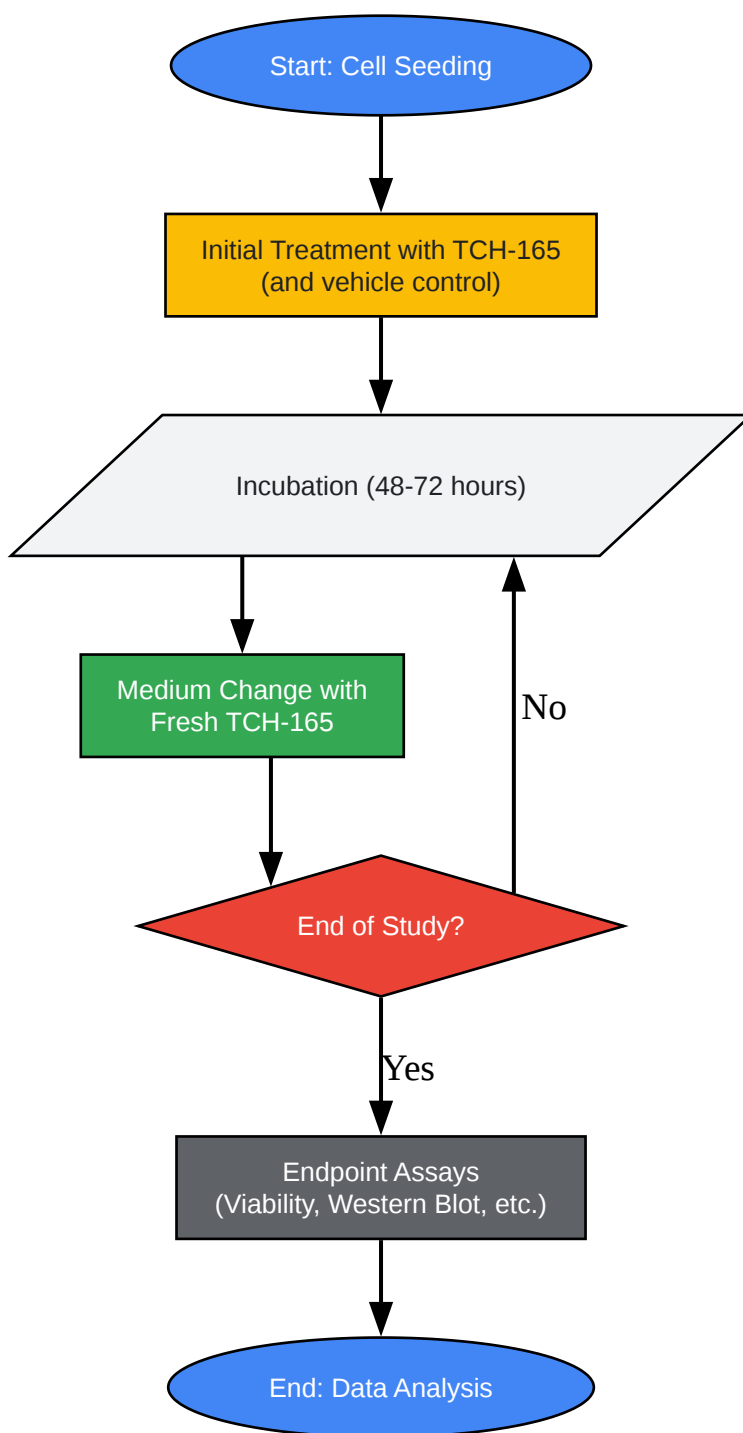 Start: Cell Seeding
Initial Treatment with TCH-165
(and vehicle control)
Incubation (48-72 hours)
Medium Change with
Fresh TCH-165
No
End of Study?
Yes
Endpoint Assays
(Viability, Western Blot, etc.)
End: Data Analysis